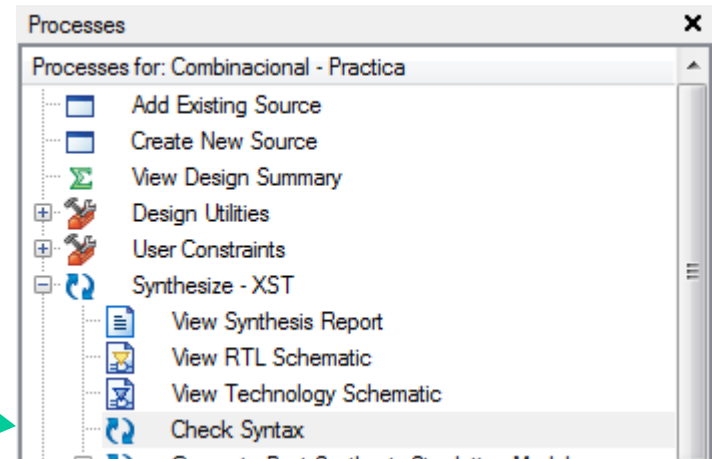 Processes
Processes for: Combinacional - Practica
Add Existing Source
Create New Source
View Design Summary
Design Utilities
User Constraints
Synthesize - XST
View Synthesis Report
View RTL Schematic
View Technology Schematic
Check Syntax